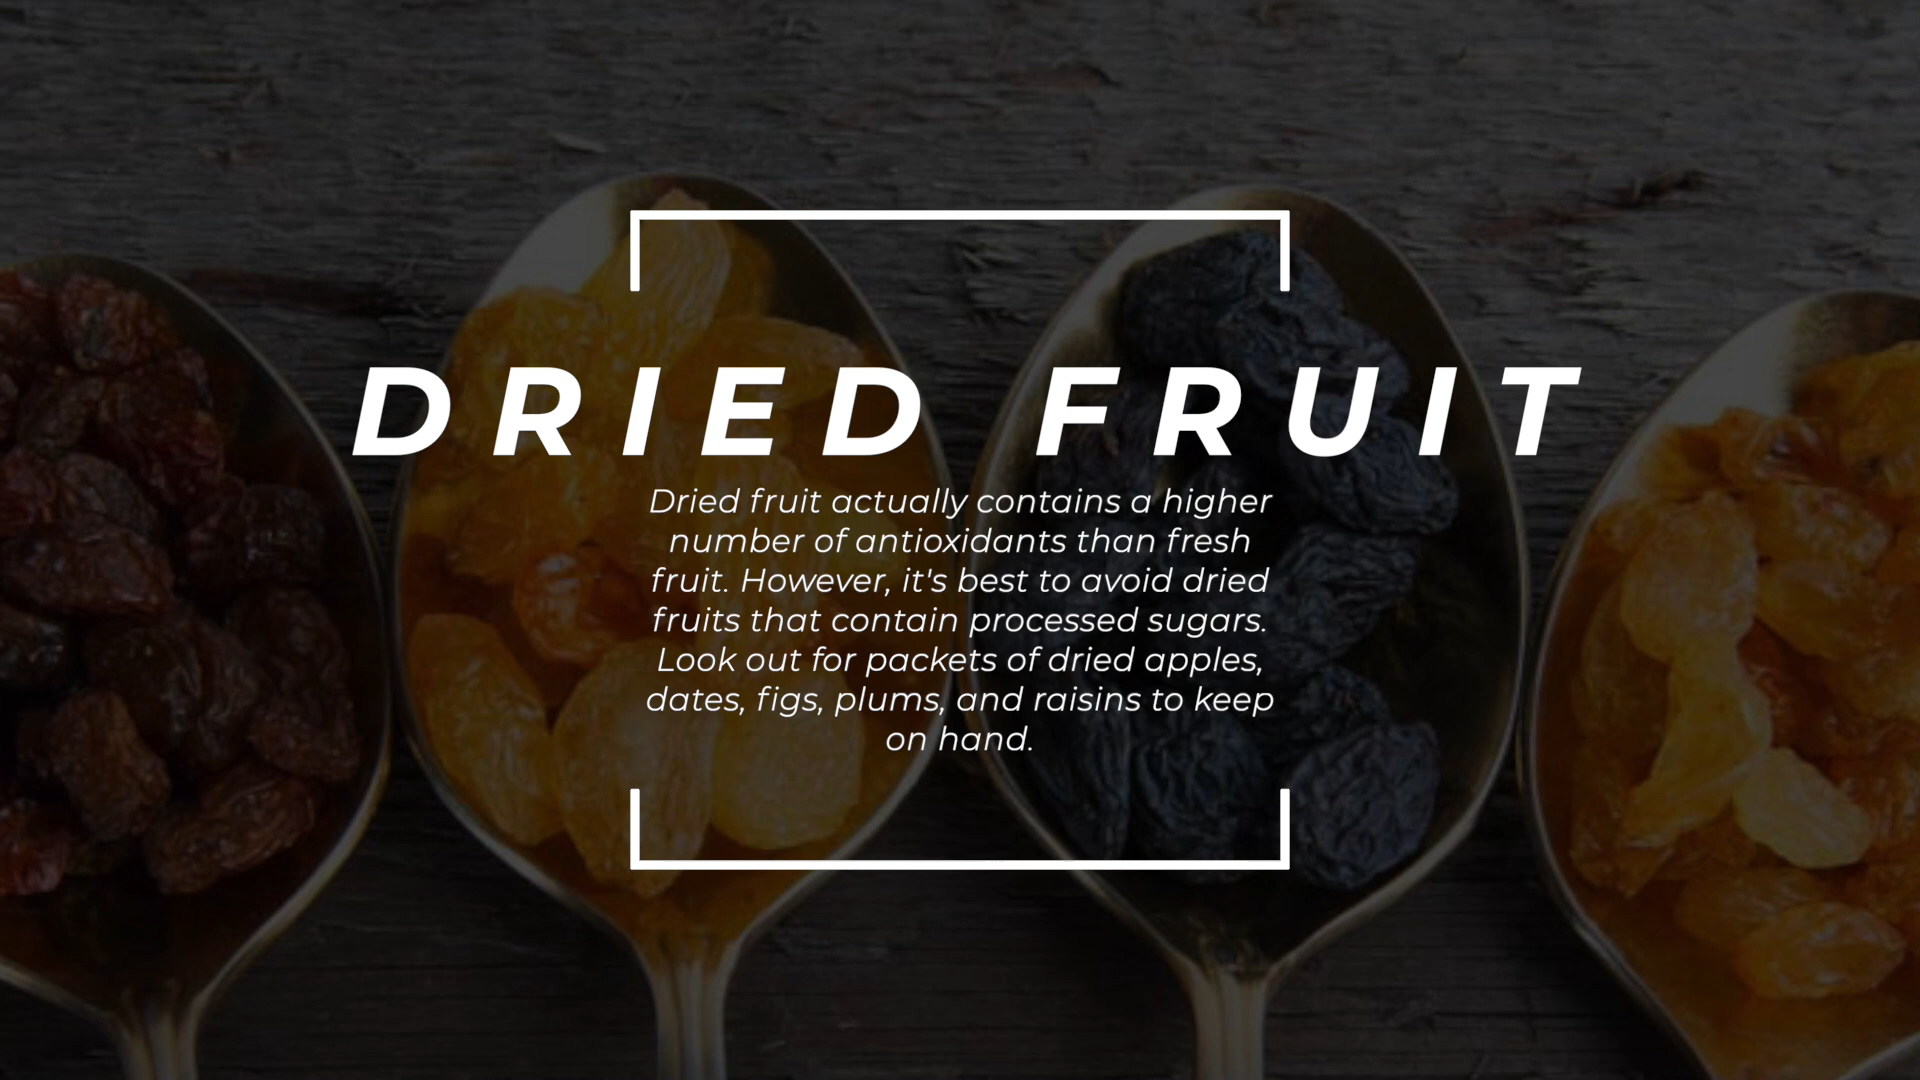 DRIED FRUIT
Dried fruit actually contains a higher
number of antioxidants than fresh
fruit. However, it's best to avoid dried
fruits that contain processed sugars.
Look out for packets of dried apples,
dates, figs, plums, and raisins to keep
on hand.